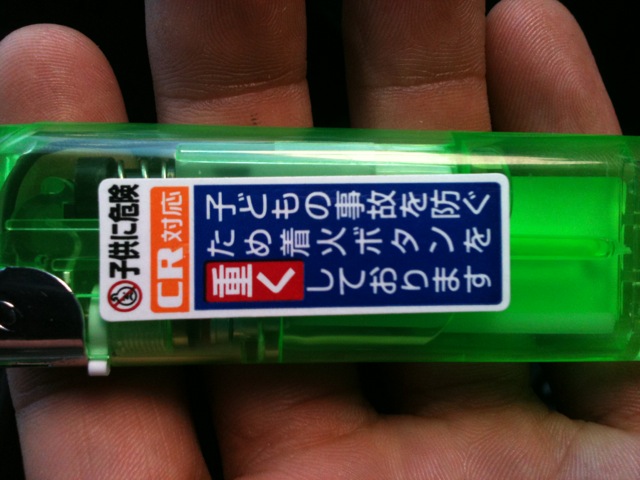 子供に危険
CR対応
子どもの事故を防ぐ
ため着火ボタンを
重くしております